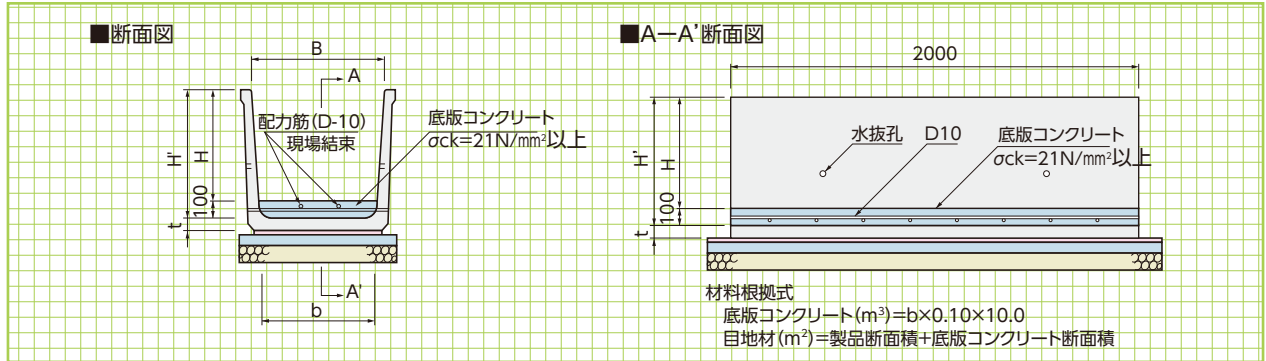 ■断面図
B
A
配力筋(D-10)
現場結束
底版コンクリート
σck=21N/mm²以上
H'
H
100
t
A'
b
■A－A'断面図
2000
水抜孔
D10
底版コンクリート
σck=21N/mm²以上
H'
H
100
t
材料根拠式
底版コンクリート(m³)=b×0.10×10.0
目地材(m²)=製品断面積+底版コンクリート断面積